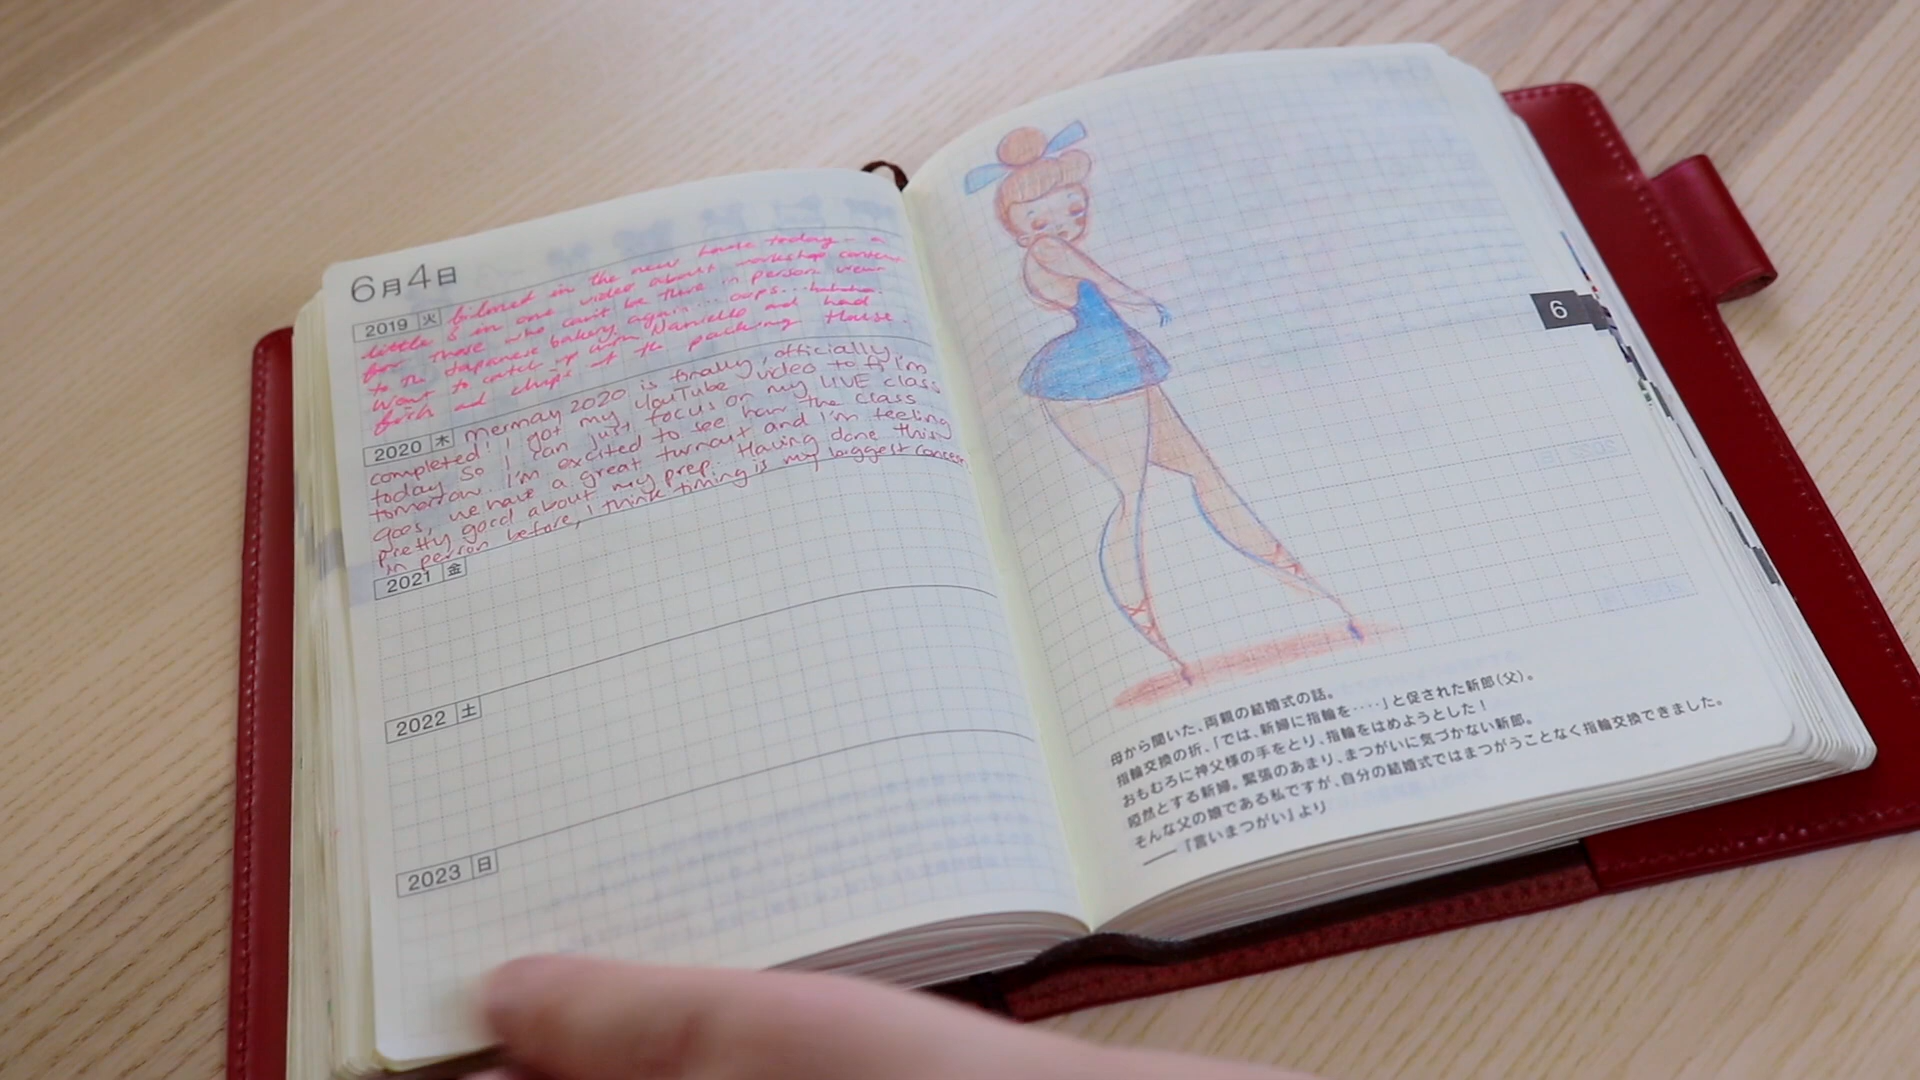 6月4日
2019 火 filmed in the new house today - a
little 5 in one video about workshop content
for those who can't be there in person. Went
to the Japanese bakery again... oops... hahaha.
Went to catch up with Danielle and had
fish and chips at the packing House.
2020 木 mermay 2020 is finally, officially
completed! I got my YouTube video to fi I'm
today so I can just focus on my LIVE class
tomorrow. I'm excited to see how the class
goes, we have a great turnout and I'm feeling
pretty good about my prep. Having done this
in person before, I think timing is my biggest concern
2021 金
2022 土
2023 日
6
母から聞いた、両親の結婚式の話。
指輪交換の折、「では、新婦に指輪を‥‥」と促された新郎(父)。
おもむろに神父様の手をとり、指輪をはめようとした！
啞然とする新婦。緊張のあまり、まつがいに気づかない新郎。
そんな父の娘である私ですが、自分の結婚式ではまつがうことなく指輪交換できました。
──『言いまつがい』より